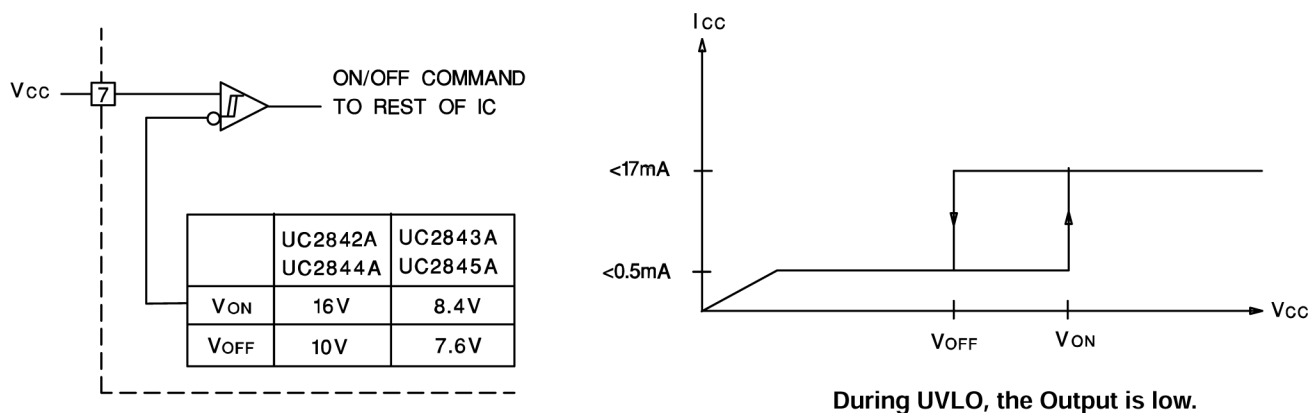 Vcc
7
ON/OFF COMMAND
TO REST OF IC
UC2842A UC2843A
UC2844A UC2845A
VON 16V 8.4V
VOFF 10V 7.6V
Icc
<17mA
<0.5mA
VOFF VON
Vcc
During UVLO, the Output is low.